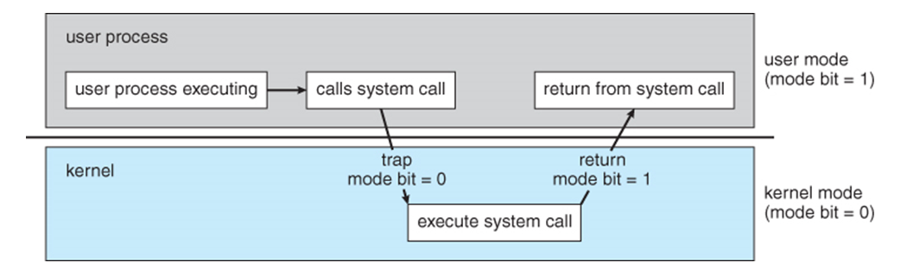 user process
user process executing
calls system call
return from system call
user mode
(mode bit = 1)
kernel
trap
mode bit = 0
return
mode bit = 1
execute system call
kernel mode
(mode bit = 0)